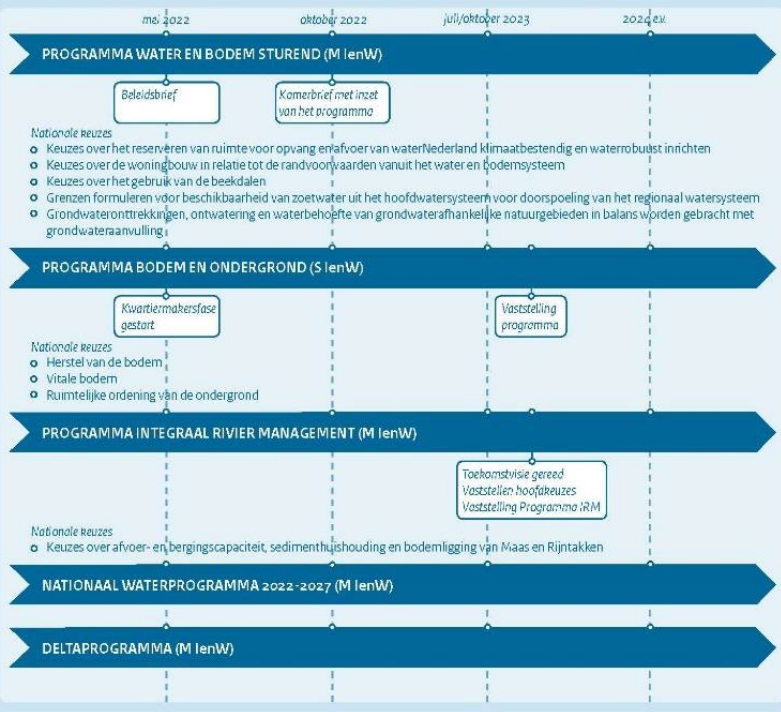 mei 2022 oktober 2022 juli/oktober 2023 2024 e.v.
PROGRAMMA WATER EN BODEM STUREND (M IenW)
Beleidsbrief
Kamerbrief met inzet
van het programma
Nationale keuzes
Keuzes over het reserveren van ruimte voor opvang en afvoer van waterNederland klimaatbestendig en waterrobuust inrichten
Keuzes over de woningbouw in relatie tot de randvoorwaarden vanuit het water en bodemsysteem
Keuzes over het gebruik van de beekdalen
Grenzen formuleren voor beschikbaarheid van zoetwater uit het hoofdwatersysteem voor doorspoeling van het regionaal watersysteem
Grondwateronttrekkingen, ontwatering en waterbehoefte van grondwaterafhankelijke natuurgebieden in balans worden gebracht met
grondwateraanvulling
PROGRAMMA BODEM EN ONDERGROND (S IenW)
Kwartiermakersfase
gestart
Vaststelling
programma
Nationale keuzes
Herstel van de bodem
Vitale bodem
Ruimtelijke ordening van de ondergrond
PROGRAMMA INTEGRAAL RIVIER MANAGEMENT (M IenW)
Toekomstvisie gereed
Vaststellen hoofdkeuzes
Vaststelling Programma IRM
Nationale keuzes
Keuzes over afvoer- en bergingscapaciteit, sedimenthuishouding en bodemligging van Maas en Rijntakken
NATIONAAL WATERPROGRAMMA 2022-2027 (M IenW)
DELTAPROGRAMMA (M IenW)